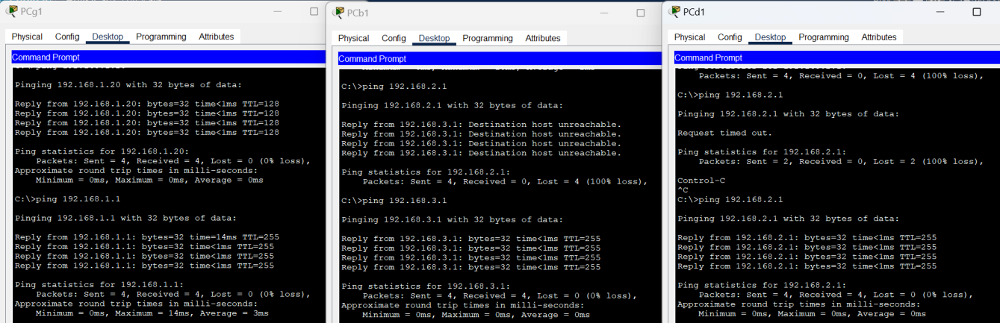 PCg1
Physical Config Desktop Programming Attributes
Command Prompt
Pinging 192.168.1.20 with 32 bytes of data:
Reply from 192.168.1.20: bytes=32 time<1ms TTL=128
Reply from 192.168.1.20: bytes=32 time<1ms TTL=128
Reply from 192.168.1.20: bytes=32 time<1ms TTL=128
Reply from 192.168.1.20: bytes=32 time<1ms TTL=128
Ping statistics for 192.168.1.20:
Packets: Sent = 4, Received = 4, Lost = 0 (0% loss),
Approximate round trip times in milli-seconds:
Minimum = 0ms, Maximum = 0ms, Average = 0ms
C:\>ping 192.168.1.1
Pinging 192.168.1.1 with 32 bytes of data:
Reply from 192.168.1.1: bytes=32 time=14ms TTL=255
Reply from 192.168.1.1: bytes=32 time<1ms TTL=255
Reply from 192.168.1.1: bytes=32 time<1ms TTL=255
Reply from 192.168.1.1: bytes=32 time<1ms TTL=255
Ping statistics for 192.168.1.1:
Packets: Sent = 4, Received = 4, Lost = 0 (0% loss),
Approximate round trip times in milli-seconds:
Minimum = 0ms, Maximum = 14ms, Average = 3ms
PCb1
Physical Config Desktop Programming Attributes
Command Prompt
C:\>ping 192.168.2.1
Pinging 192.168.2.1 with 32 bytes of data:
Reply from 192.168.3.1: Destination host unreachable.
Reply from 192.168.3.1: Destination host unreachable.
Reply from 192.168.3.1: Destination host unreachable.
Reply from 192.168.3.1: Destination host unreachable.
Ping statistics for 192.168.2.1:
Packets: Sent = 4, Received = 0, Lost = 4 (100% loss),
C:\>ping 192.168.3.1
Pinging 192.168.3.1 with 32 bytes of data:
Reply from 192.168.3.1: bytes=32 time<1ms TTL=255
Reply from 192.168.3.1: bytes=32 time<1ms TTL=255
Reply from 192.168.3.1: bytes=32 time<1ms TTL=255
Reply from 192.168.3.1: bytes=32 time<1ms TTL=255
Ping statistics for 192.168.3.1:
Packets: Sent = 4, Received = 4, Lost = 0 (0% loss),
Approximate round trip times in milli-seconds:
Minimum = 0ms, Maximum = 0ms, Average = 0ms
PCd1
Physical Config Desktop Programming Attributes
Command Prompt
Packets: Sent = 4, Received = 0, Lost = 4 (100% loss),
C:\>ping 192.168.2.1
Pinging 192.168.2.1 with 32 bytes of data:
Request timed out.
Ping statistics for 192.168.2.1:
Packets: Sent = 2, Received = 0, Lost = 2 (100% loss),
Control-C
^C
C:\>ping 192.168.2.1
Pinging 192.168.2.1 with 32 bytes of data:
Reply from 192.168.2.1: bytes=32 time<1ms TTL=255
Reply from 192.168.2.1: bytes=32 time<1ms TTL=255
Reply from 192.168.2.1: bytes=32 time<1ms TTL=255
Reply from 192.168.2.1: bytes=32 time<1ms TTL=255
Ping statistics for 192.168.2.1:
Packets: Sent = 4, Received = 4, Lost = 0 (0% loss),
Approximate round trip times in milli-seconds:
Minimum = 0ms, Maximum = 0ms, Average = 0ms